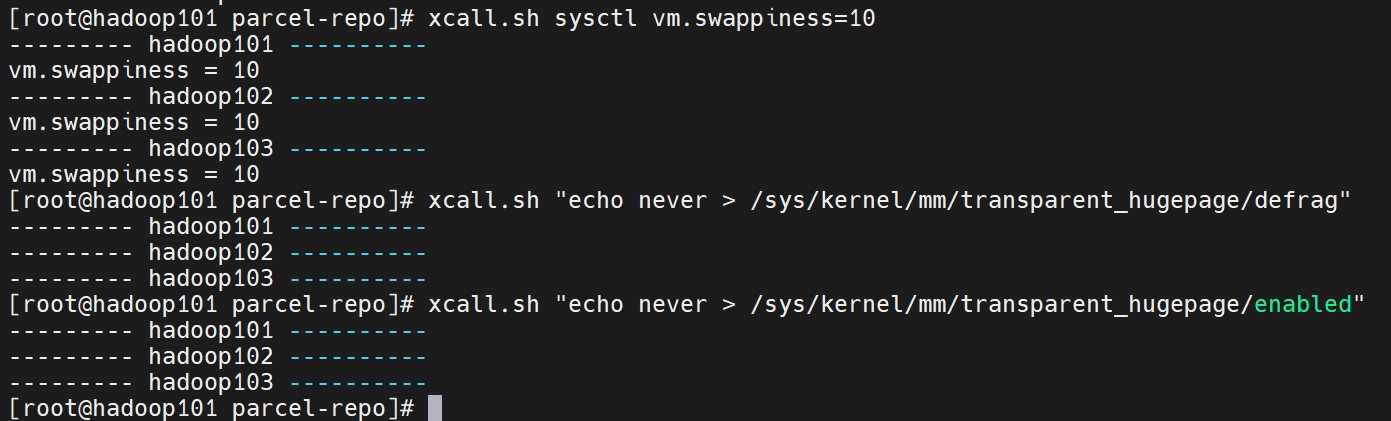 [root@hadoop101 parcel-repo]# xcall.sh sysctl vm.swappiness=10
--------- hadoop101 ----------
vm.swappiness = 10
--------- hadoop102 ----------
vm.swappiness = 10
--------- hadoop103 ----------
vm.swappiness = 10
[root@hadoop101 parcel-repo]# xcall.sh "echo never > /sys/kernel/mm/transparent_hugepage/defrag"
--------- hadoop101 ----------
--------- hadoop102 ----------
--------- hadoop103 ----------
[root@hadoop101 parcel-repo]# xcall.sh "echo never > /sys/kernel/mm/transparent_hugepage/enabled"
--------- hadoop101 ----------
--------- hadoop102 ----------
--------- hadoop103 ----------
[root@hadoop101 parcel-repo]#